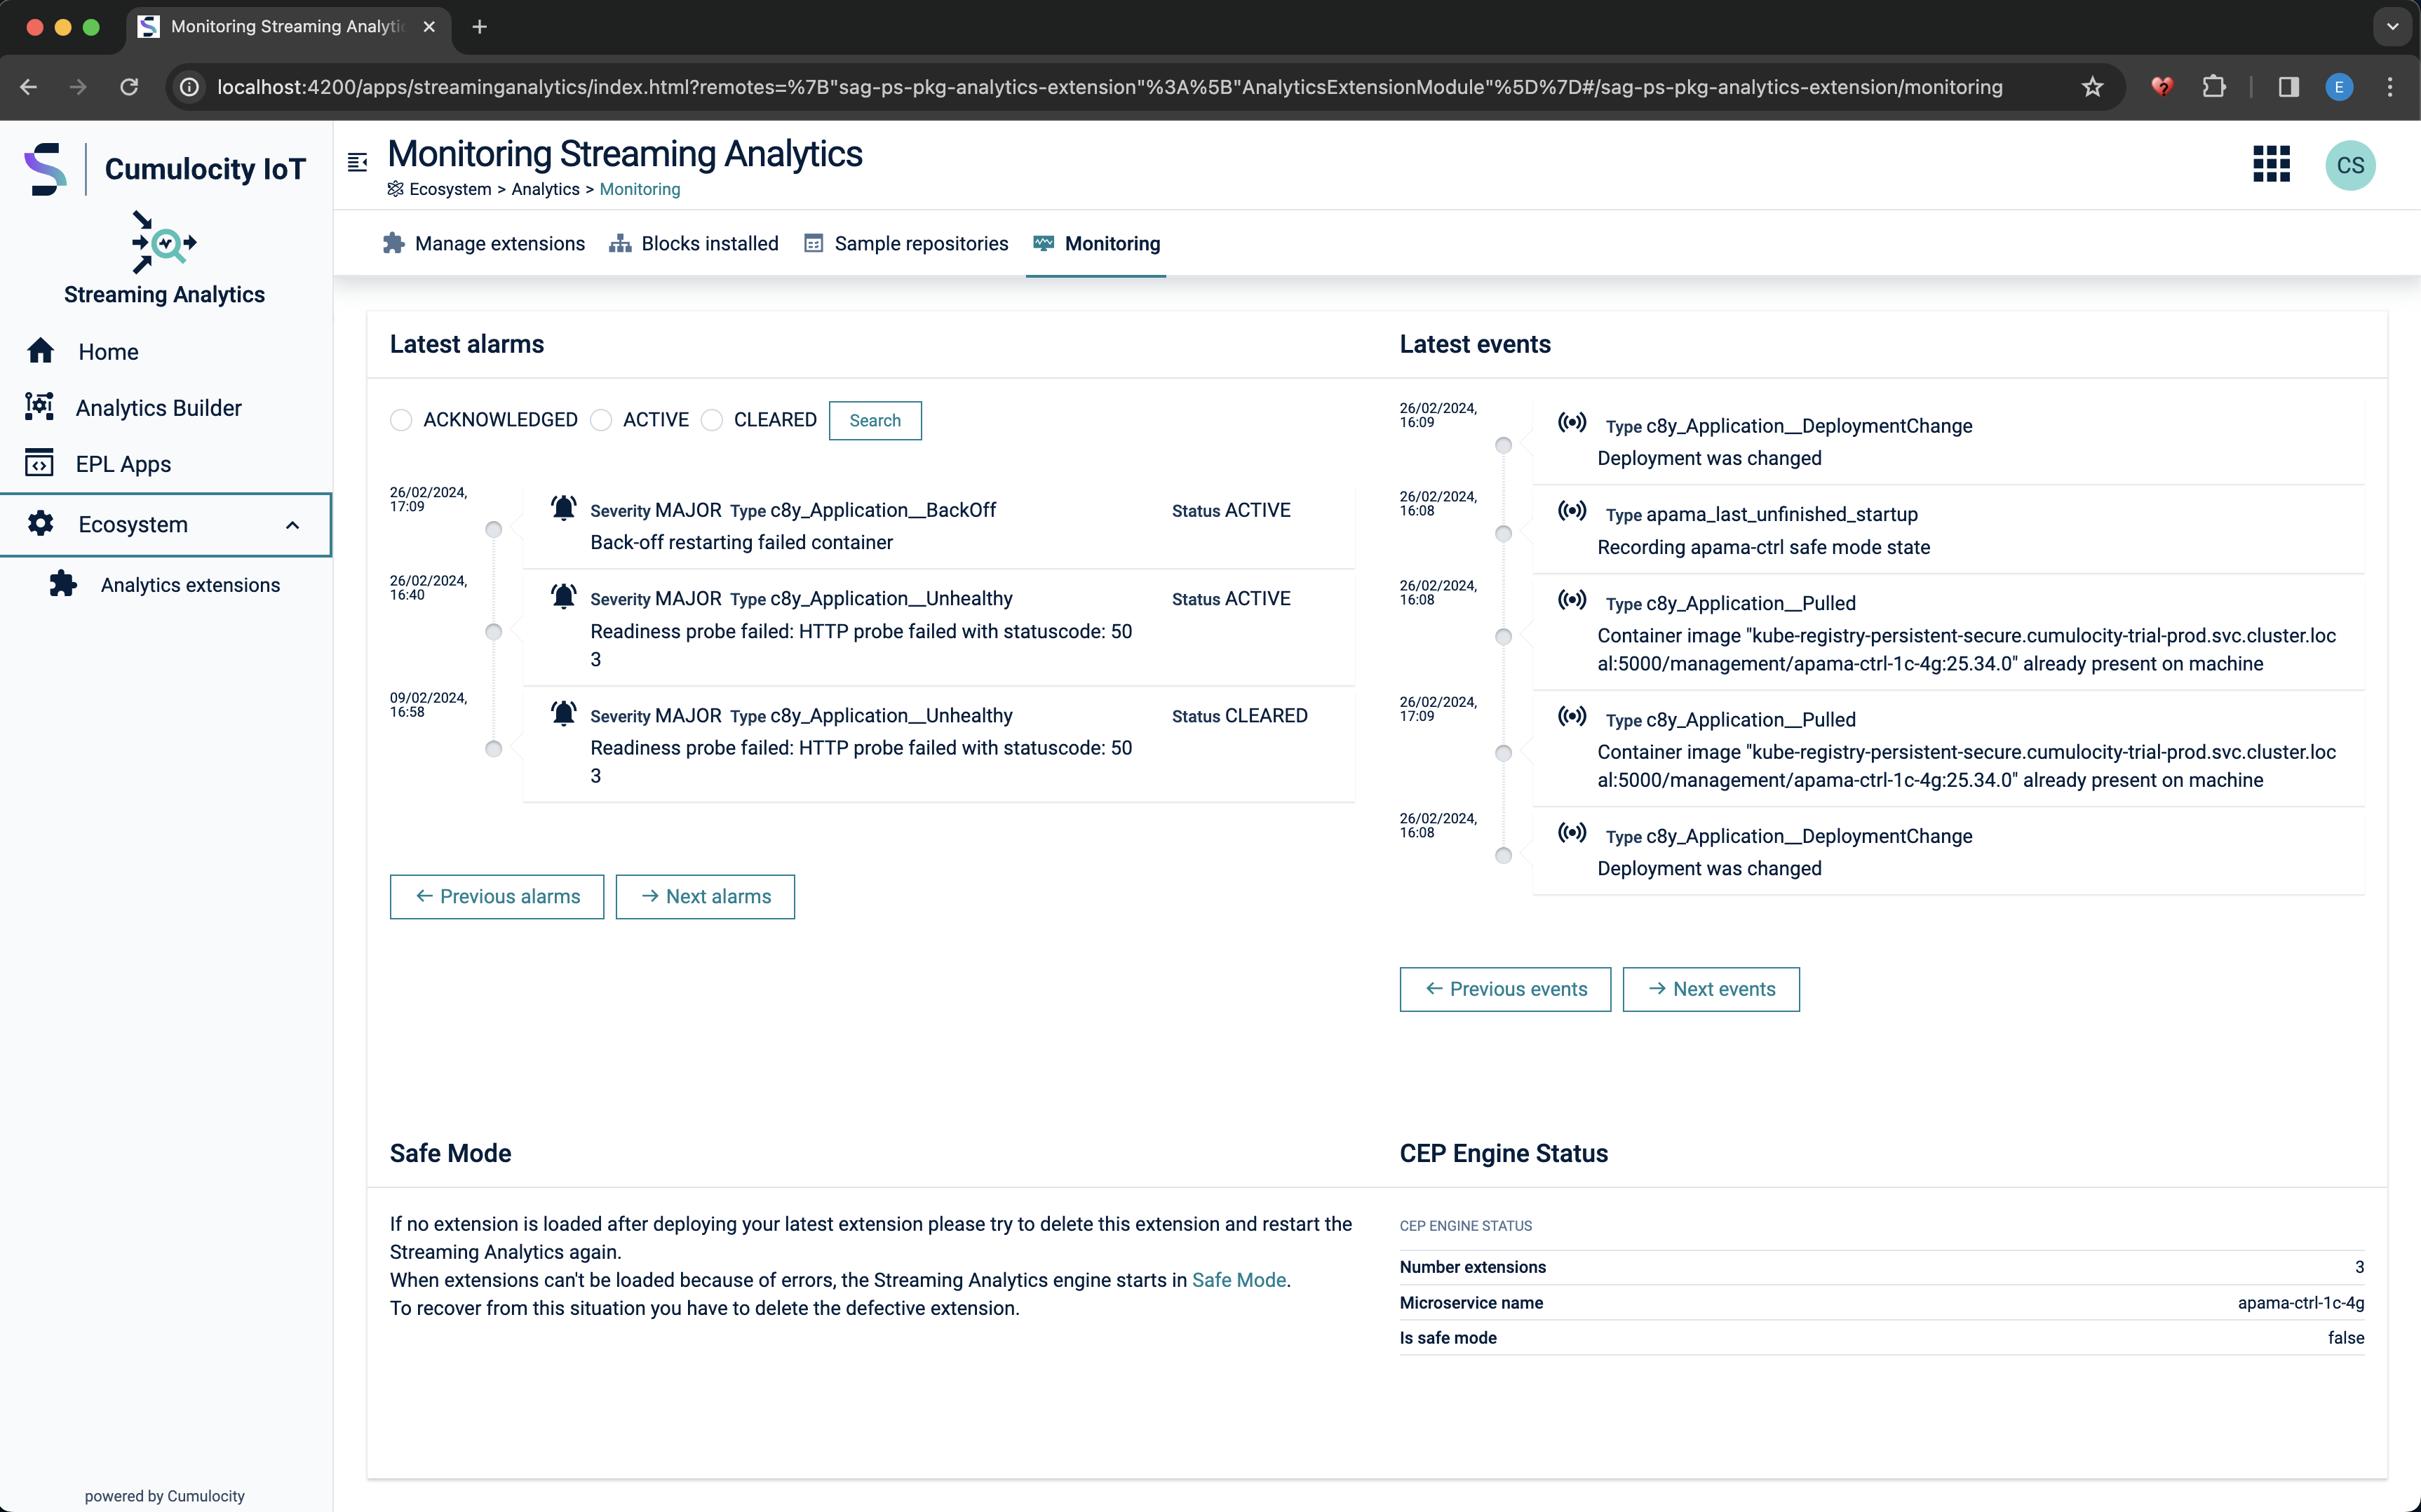 Monitoring Streaming Analytic
localhost:4200/apps/streaminganalytics/index.html?remotes=%7B"sag-ps-pkg-analytics-extension"%3A%5B"AnalyticsExtensionModule"%5D%7D#/sag-ps-pkg-analytics-extension/monitoring
E
Cumulocity IoT
Streaming Analytics
Home
Analytics Builder
EPL Apps
Ecosystem
Analytics extensions
powered by Cumulocity
Monitoring Streaming Analytics
Ecosystem > Analytics > Monitoring
CS
Manage extensions
Blocks installed
Sample repositories
Monitoring
Latest alarms
ACKNOWLEDGED ACTIVE CLEARED Search
26/02/2024,
17:09
Severity MAJOR Type c8y_Application__BackOff Status ACTIVE
Back-off restarting failed container
26/02/2024,
16:40
Severity MAJOR Type c8y_Application__Unhealthy Status ACTIVE
Readiness probe failed: HTTP probe failed with statuscode: 50
3
09/02/2024,
16:58
Severity MAJOR Type c8y_Application__Unhealthy Status CLEARED
Readiness probe failed: HTTP probe failed with statuscode: 50
3
Previous alarms
Next alarms
Latest events
26/02/2024,
16:09
Type c8y_Application__DeploymentChange
Deployment was changed
26/02/2024,
16:08
Type apama_last_unfinished_startup
Recording apama-ctrl safe mode state
26/02/2024,
16:08
Type c8y_Application__Pulled
Container image "kube-registry-persistent-secure.cumulocity-trial-prod.svc.cluster.loc
al:5000/management/apama-ctrl-1c-4g:25.34.0" already present on machine
26/02/2024,
17:09
Type c8y_Application__Pulled
Container image "kube-registry-persistent-secure.cumulocity-trial-prod.svc.cluster.loc
al:5000/management/apama-ctrl-1c-4g:25.34.0" already present on machine
26/02/2024,
16:08
Type c8y_Application__DeploymentChange
Deployment was changed
Previous events
Next events
Safe Mode
If no extension is loaded after deploying your latest extension please try to delete this extension and restart the
Streaming Analytics again.
When extensions can't be loaded because of errors, the Streaming Analytics engine starts in Safe Mode.
To recover from this situation you have to delete the defective extension.
CEP Engine Status
CEP ENGINE STATUS
Number extensions 3
Microservice name apama-ctrl-1c-4g
Is safe mode false